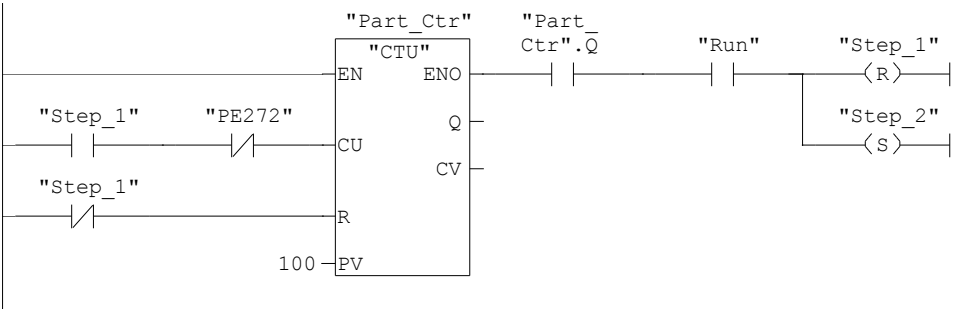 "Part_Ctr"
"Part_
Ctr".Q
"CTU"
"Run"
"Step_1"
EN
ENO
(R)
"Step_1"
"PE272"
Q
"Step_2"
CU
(S)
CV
"Step_1"
R
100
PV